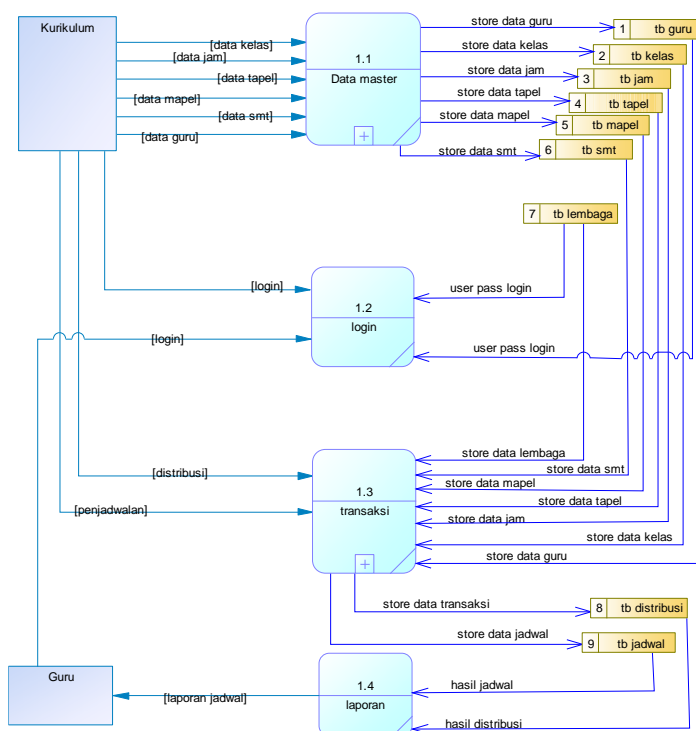 Kurikulum
[data kelas]
[data jam]
[data tapel]
[data mapel]
[data smt]
[data guru]
1.1
Data master
store data guru
1 tb guru
store data kelas
2 tb kelas
store data jam
3 tb jam
store data tapel
4 tb tapel
store data mapel
5 tb mapel
store data smt
6 tb smt
7 tb lembaga
[login]
1.2
login
user pass login
[login]
user pass login
[distribusi]
[penjadwalan]
1.3
transaksi
store data lembaga
store data smt
store data mapel
store data tapel
store data jam
store data kelas
store data guru
store data transaksi
8 tb distribusi
store data jadwal
9 tb jadwal
Guru
[laporan jadwal]
1.4
laporan
hasil jadwal
hasil distribusi